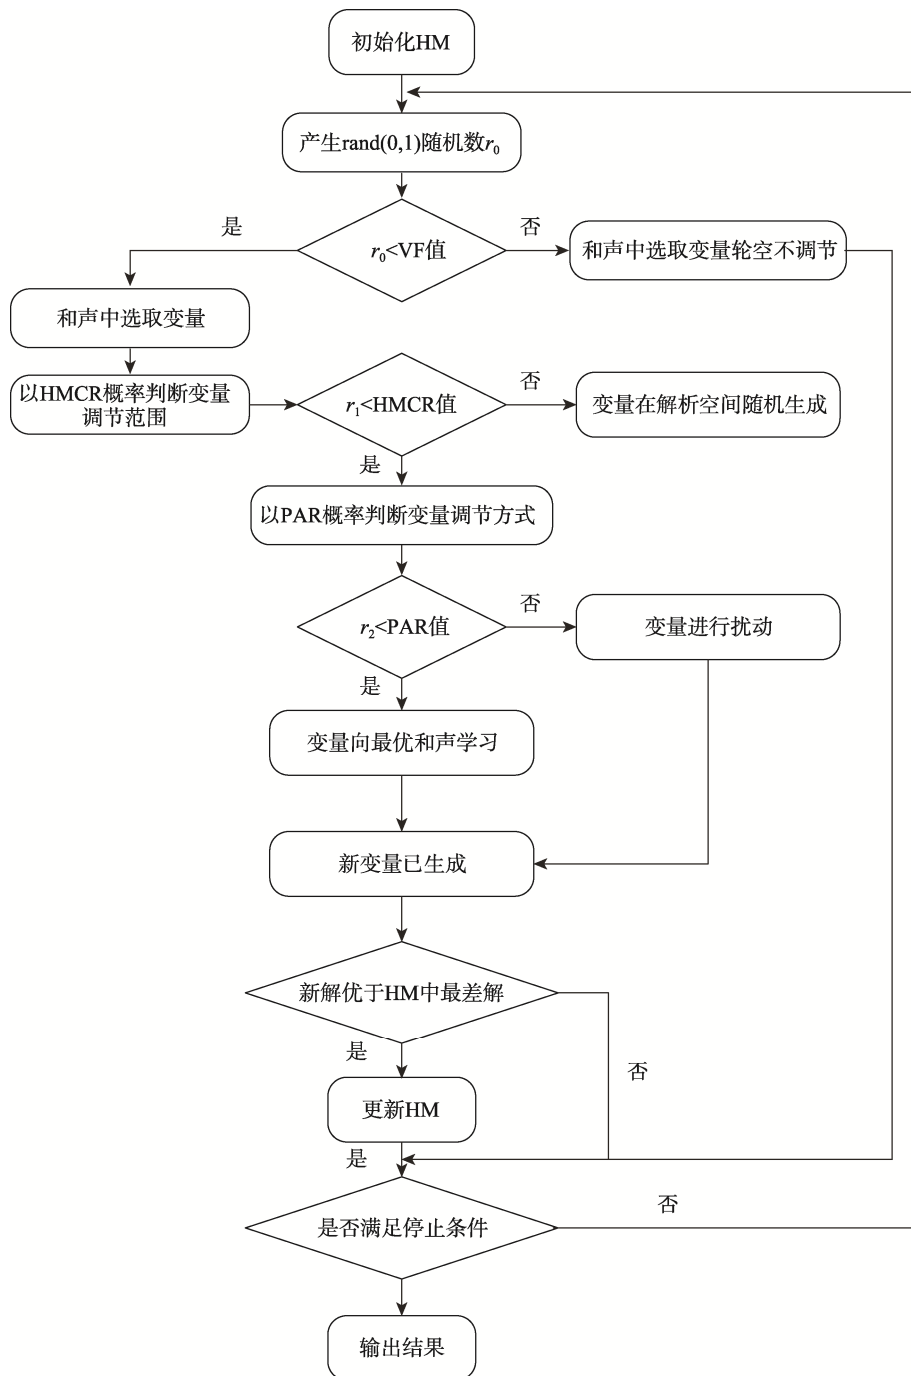 初始化HM
产生rand(0,1)随机数r₀
是
r₀<VF值
否
和声中选取变量轮空不调节
和声中选取变量
以HMCR概率判断变量
调节范围
r₁<HMCR值
否
变量在解析空间随机生成
是
以PAR概率判断变量调节方式
r₂<PAR值
否
变量进行扰动
是
变量向最优和声学习
新变量已生成
新解优于HM中最差解
是
否
更新HM
是
是否满足停止条件
否
输出结果